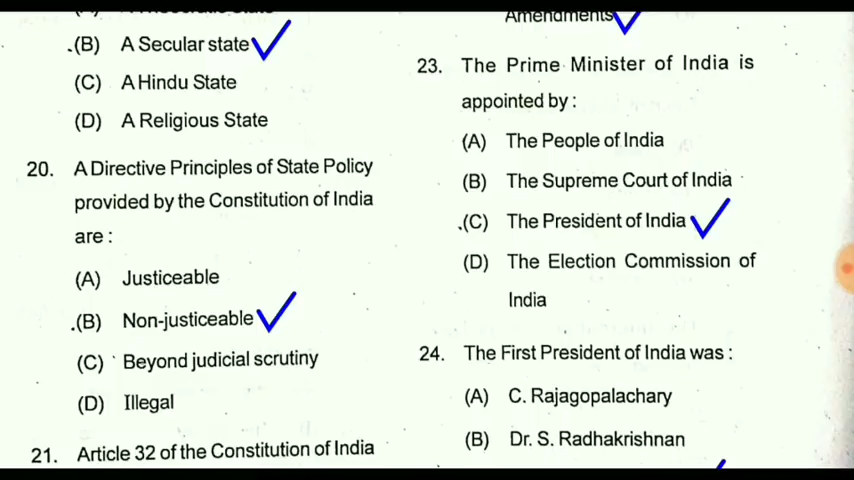 (B) A Secular state
(C) A Hindu State
(D) A Religious State
20. A Directive Principles of State Policy
provided by the Constitution of India
are :
(A) Justiceable
(B) Non-justiceable
(C) Beyond judicial scrutiny
(D) Illegal
21. Article 32 of the Constitution of India
Amendments
23. The Prime Minister of India is
appointed by :
(A) The People of India
(B) The Supreme Court of India
(C) The President of India
(D) The Election Commission of
India
24. The First President of India was :
(A) C. Rajagopalachary
(B) Dr. S. Radhakrishnan